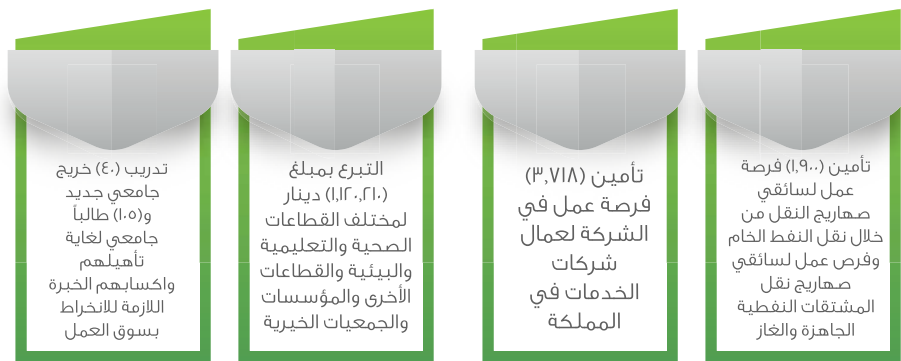 تأمين (١,٩٠٠) فرصة
عمل لسائقي
صهاريج النقل من
خلال نقل النفط الخام
وفرص عمل لسائقي
صهاريج نقل
المشتقات النفطية
الجاهزة والغاز
تأمين (٣,٧١٨)
فرصة عمل في
الشركة لعمال
شركات
الخدمات في
المملكة
التبرع بمبلغ
(١,١٢٠,٢١٠) دينار
لمختلف القطاعات
الصحية والتعليمية
والبيئية والقطاعات
الأخرى والمؤسسات
والجمعيات الخيرية
تدريب (٤٠) خريج
جامعي جديد
و(١٠٥) طالباً
جامعي لغاية
تأهيلهم
واكسابهم الخبرة
اللازمة للانخراط
بسوق العمل